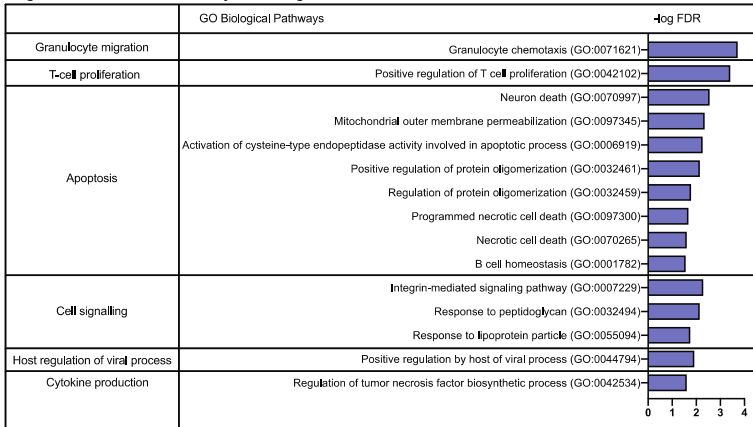 GO Biological Pathways -log FDR
Granulocyte migration Granulocyte chemotaxis (GO:0071621)
T-cell proliferation Positive regulation of T cell proliferation (GO:0042102)
Neuron death (GO:0070997)
Mitochondrial outer membrane permeabilization (GO:0097345)
Activation of cysteine-type endopeptidase activity involved in apoptotic process (GO:0006919)
Positive regulation of protein oligomerization (GO:0032461)
Apoptosis
Regulation of protein oligomerization (GO:0032459)
Programmed necrotic cell death (GO:0097300)
Necrotic cell death (GO:0070265)
B cell homeostasis (GO:0001782)
Integrin-mediated signaling pathway (GO:0007229)
Cell signalling Response to peptidoglycan (GO:0032494)
Response to lipoprotein particle (GO:0055094)
Host regulation of viral process Positive regulation by host of viral process (GO:0044794)
Cytokine production Regulation of tumor necrosis factor biosynthetic process (GO:0042534)
0 1 2 3 4